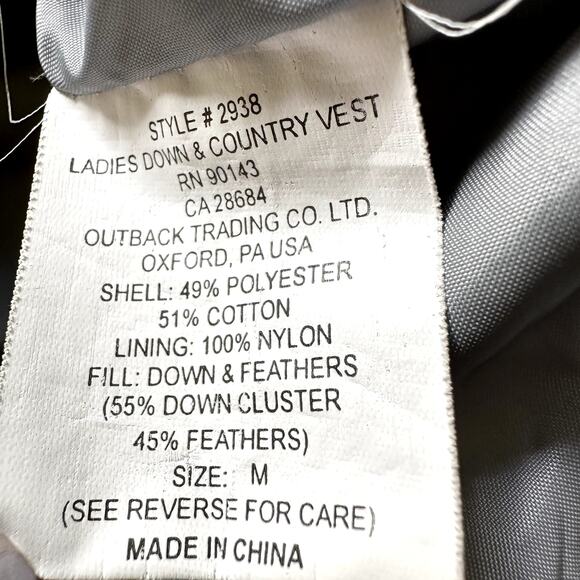 STYLE # 2938
LADIES DOWN & COUNTRY VEST
RN 90143
CA 28684
OUTBACK TRADING CO. LTD.
OXFORD, PA USA
SHELL: 49% POLYESTER
51% COTTON
LINING: 100% NYLON
FILL: DOWN & FEATHERS
(55% DOWN CLUSTER
45% FEATHERS)
SIZE: M
(SEE REVERSE FOR CARE)
MADE IN CHINA